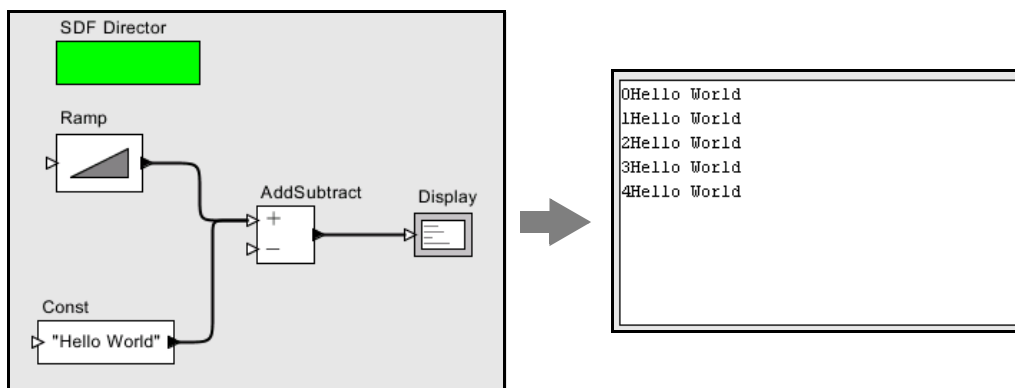 SDF Director
Ramp
AddSubtract
+
−
Display
Const
"Hello World"
0Hello World
1Hello World
2Hello World
3Hello World
4Hello World